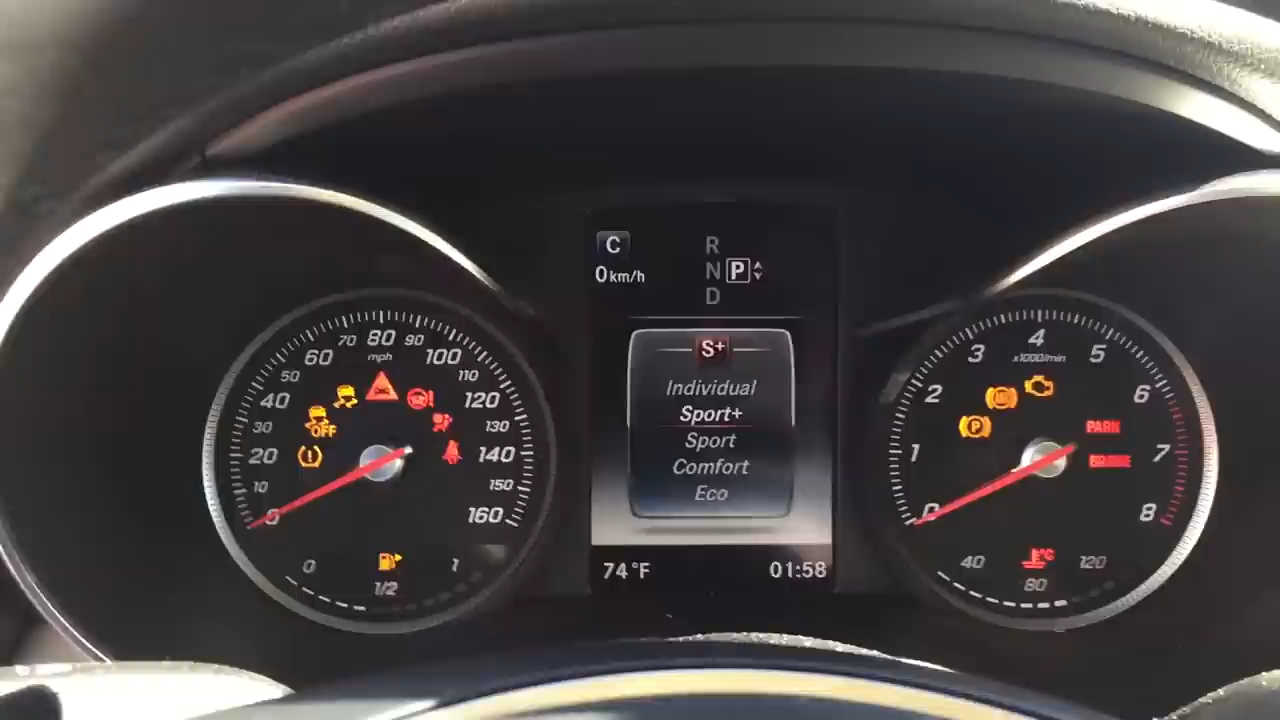 C
0 km/h
R
N P
D
S+
Individual
Sport+
Sport
Comfort
Eco
74°F 01:58
0
10
20
30
40
50
60
70
80
90
100
110
120
130
140
150
160
mph
OFF
0 1/2 1
0
1
2
3
4
5
6
7
8
x1000/min
P
PARK
BRAKE
°C
40 80 120